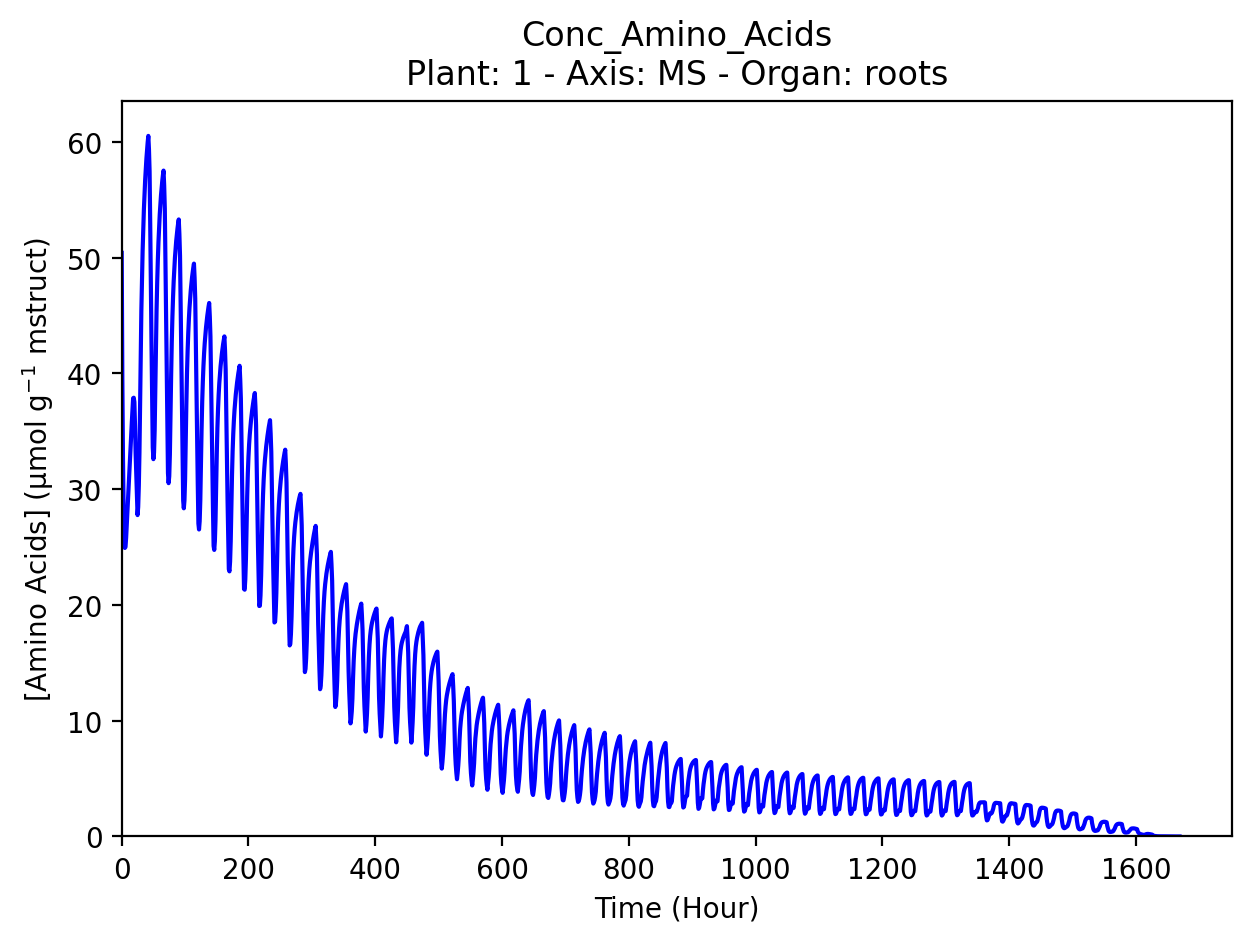 Conc_Amino_Acids
Plant: 1 - Axis: MS - Organ: roots
[Amino Acids] (µmol g⁻¹ mstruct)
60
50
40
30
20
10
0
0 200 400 600 800 1000 1200 1400 1600
Time (Hour)